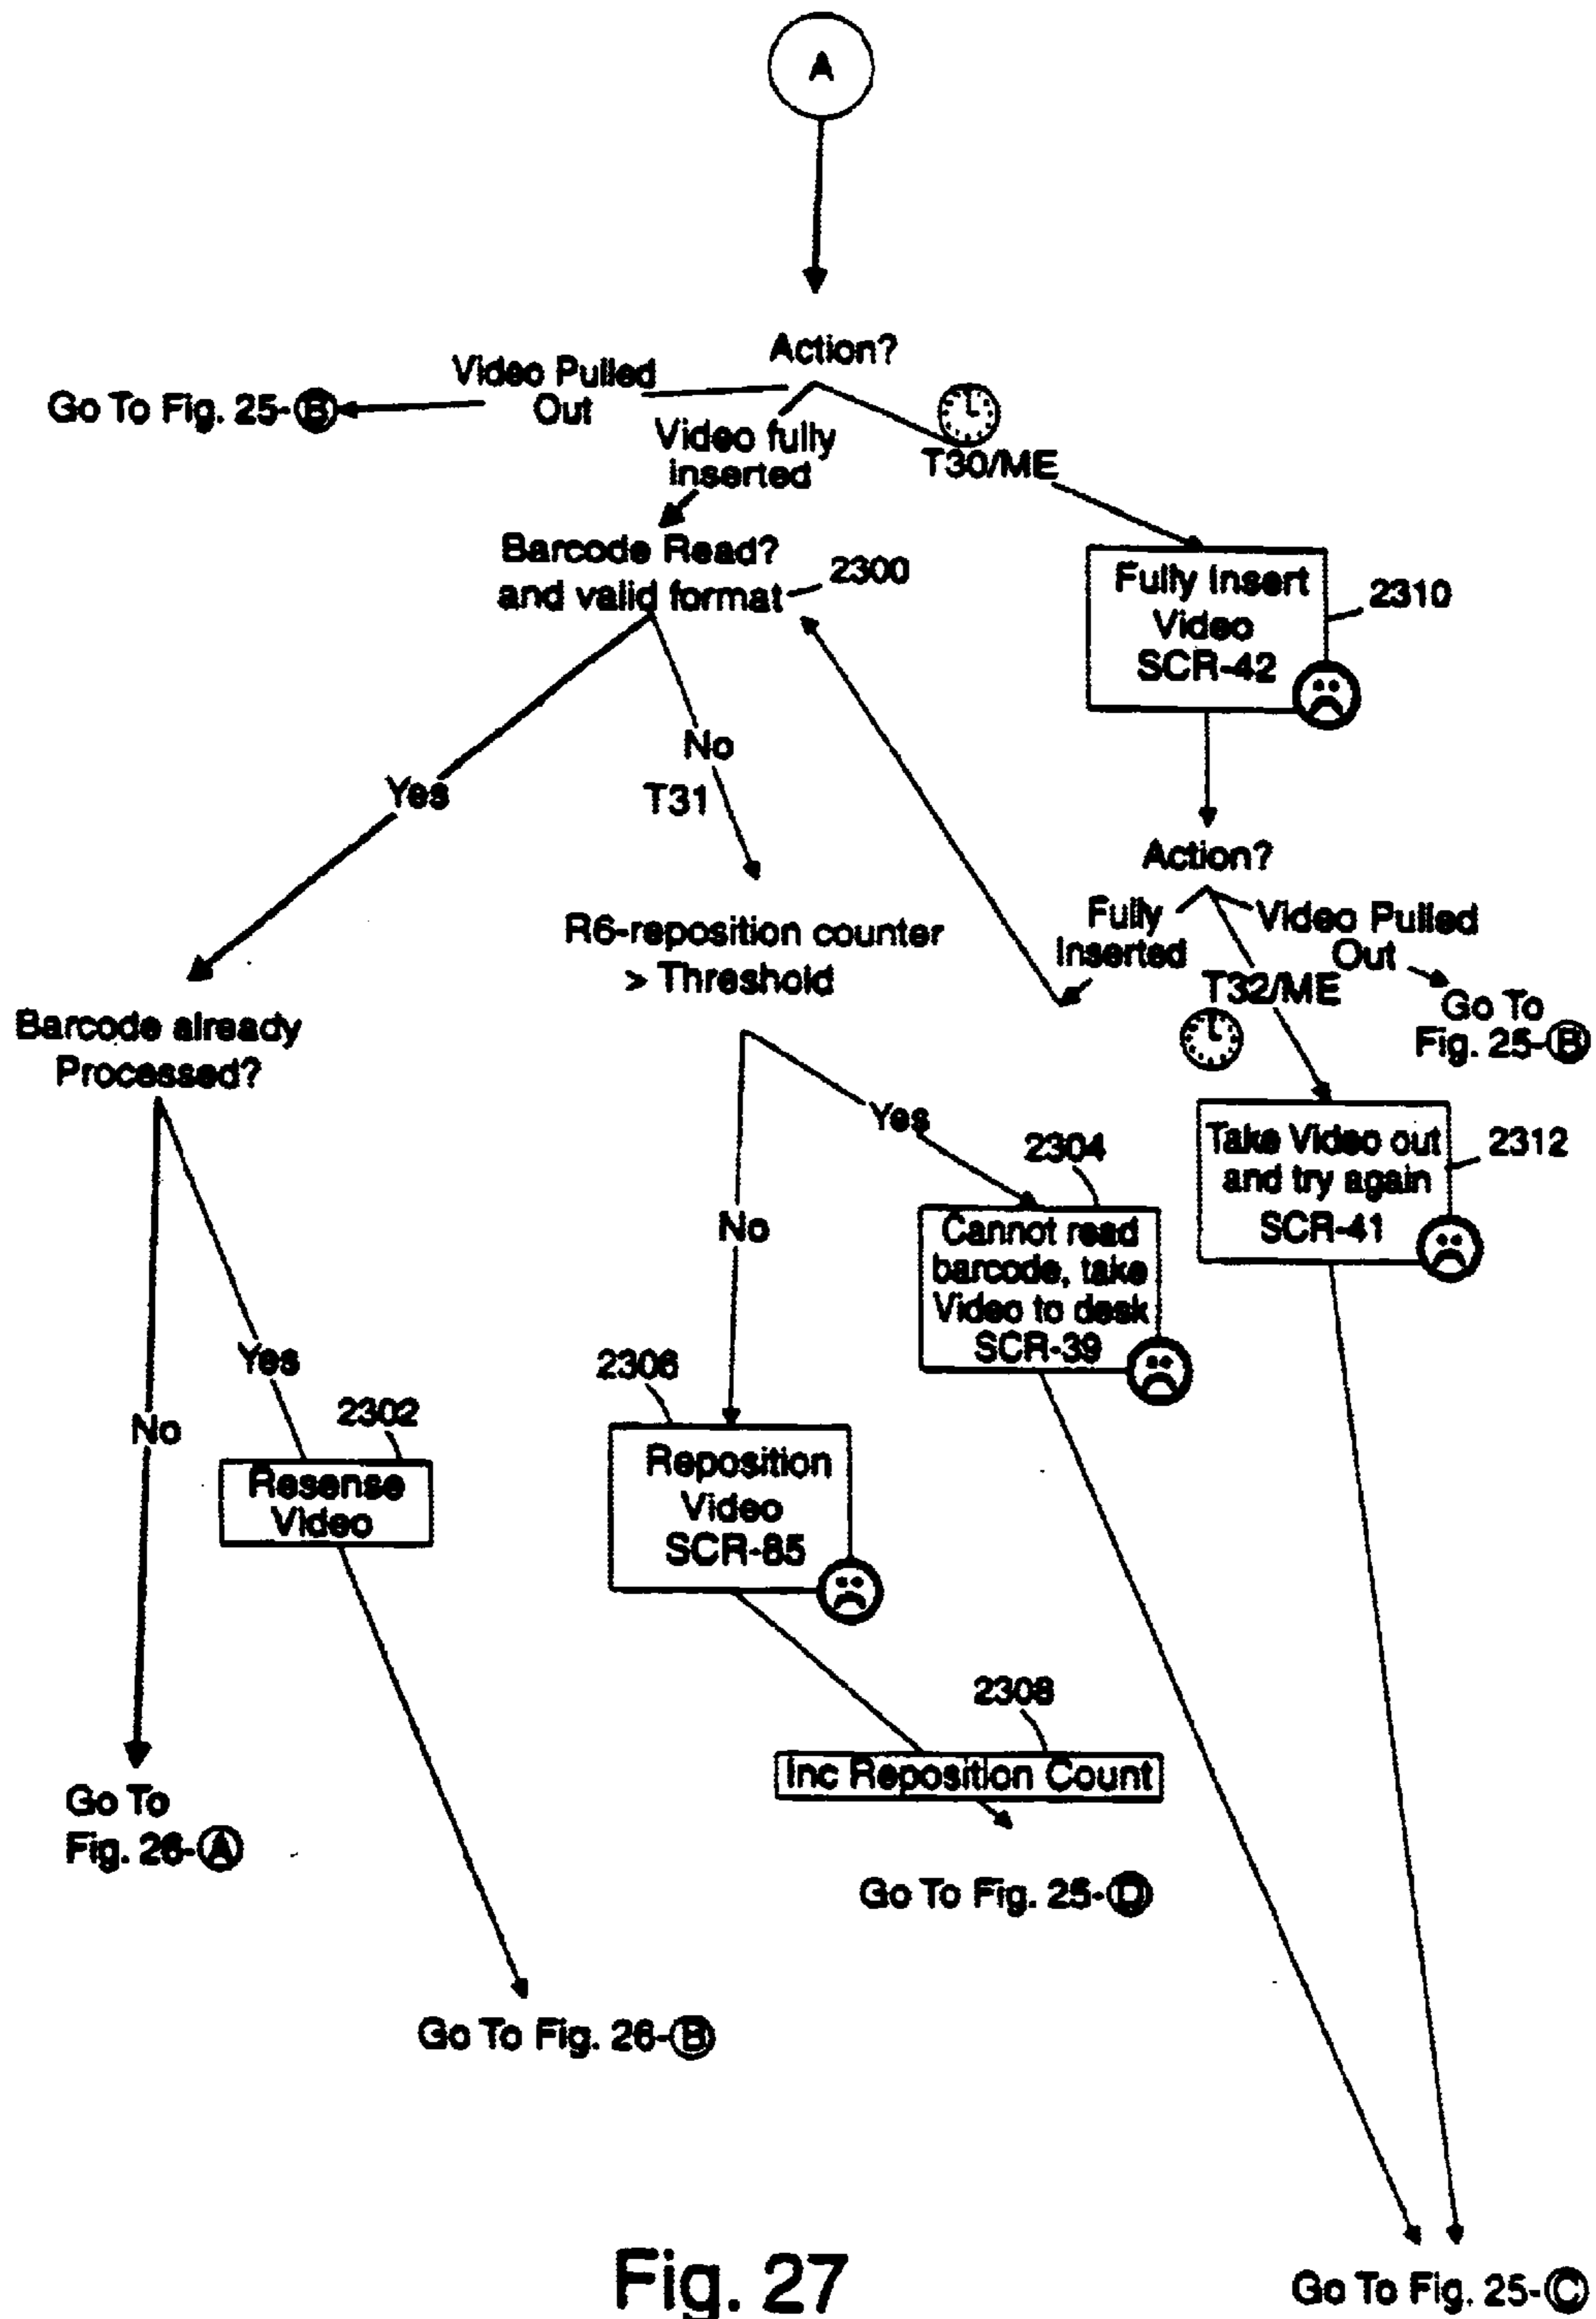 A
Action?
Video Pulled
Out
Go To Fig. 25-B
Video fully
inserted
T30/ME
Barcode Read?
and valid format
2300
Fully Insert
Video
SCR-42
2310
No
T31
Yes
Action?
Fully
Inserted
Video Pulled
Out
T32/ME
Go To
Fig. 25-B
R6-reposition counter
> Threshold
Barcode already
Processed?
Yes
2304
Take Video out
and try again
SCR-41
2312
No
Cannot read
barcode, take
Video to desk
SCR-39
Yes
2306
No
2302
Resense
Video
Reposition
Video
SCR-85
2308
Inc Reposition Count
Go To
Fig. 26-A
Go To Fig. 25-D
Go To Fig. 26-B
Fig. 27
Go To Fig. 25-C